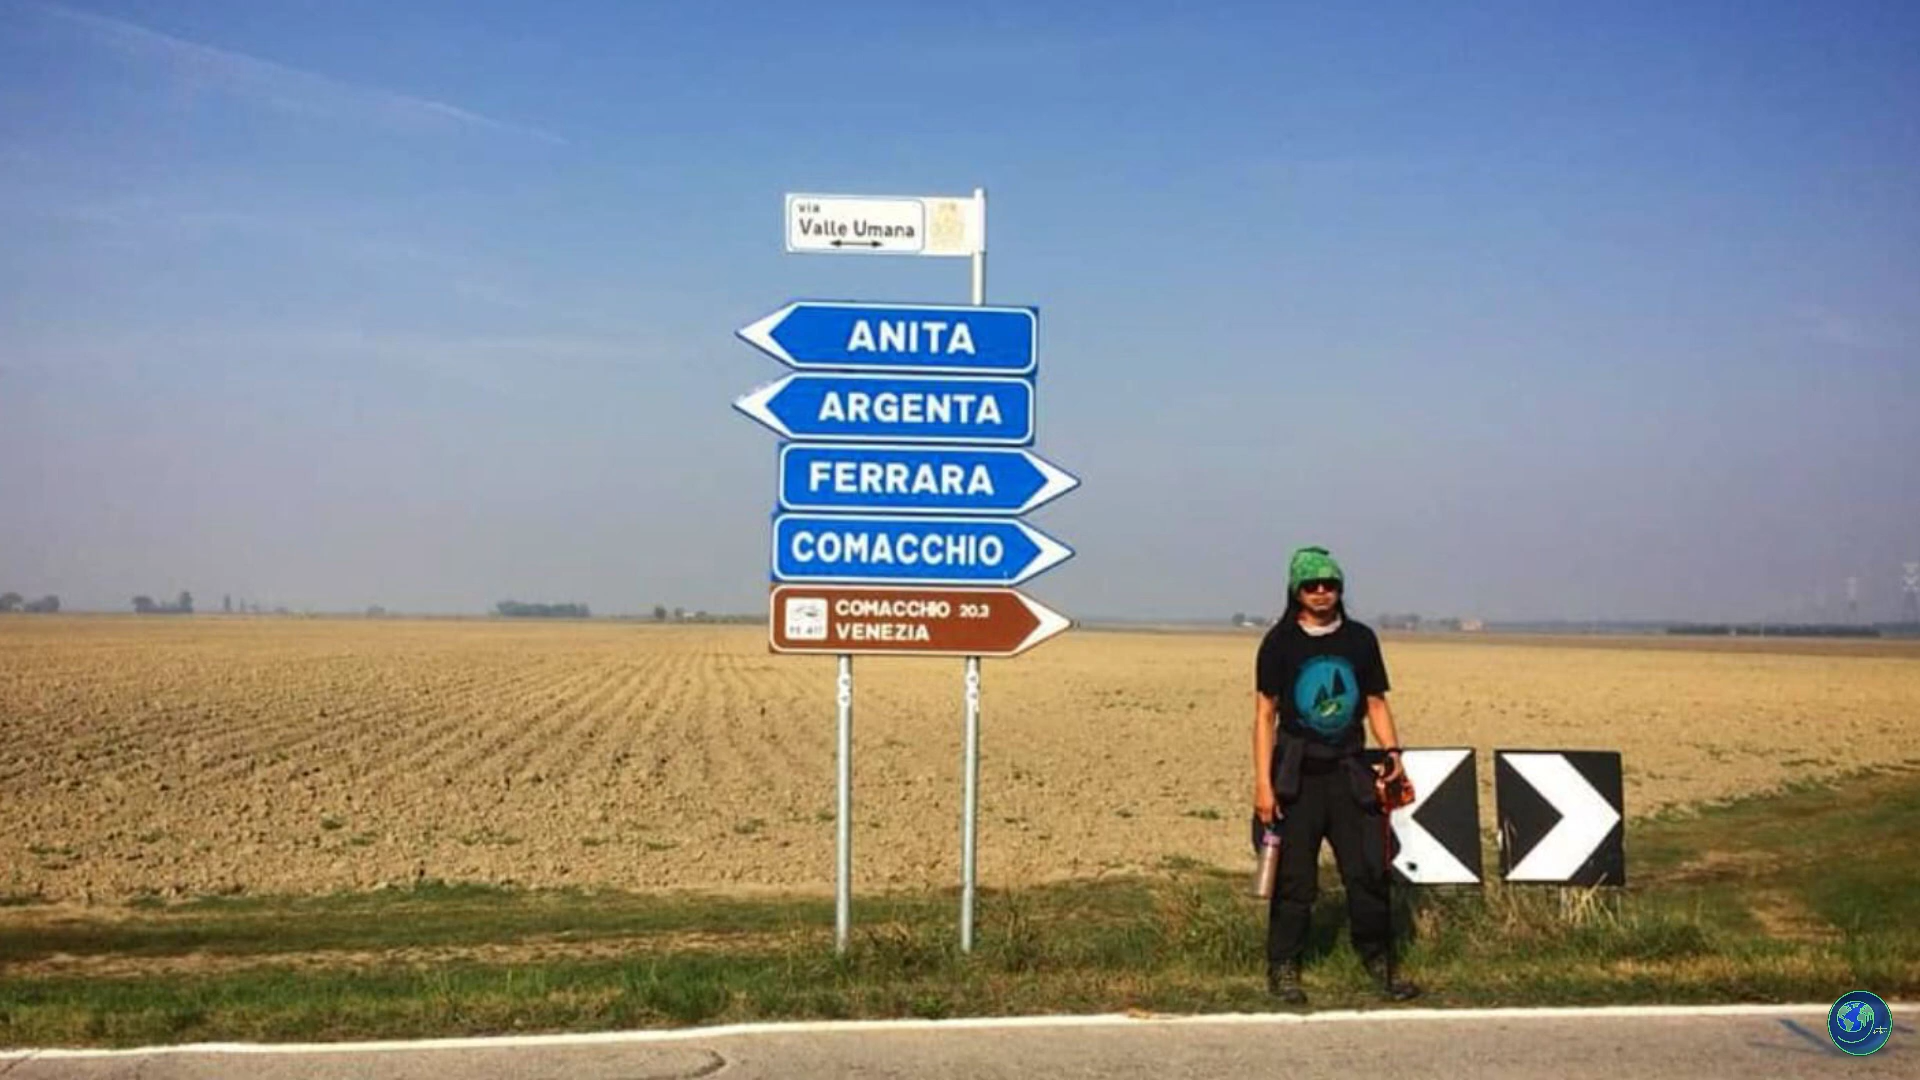 via
Valle Umana
ANITA
ARGENTA
FERRARA
COMACCHIO
COMACCHIO 20.3
VENEZIA